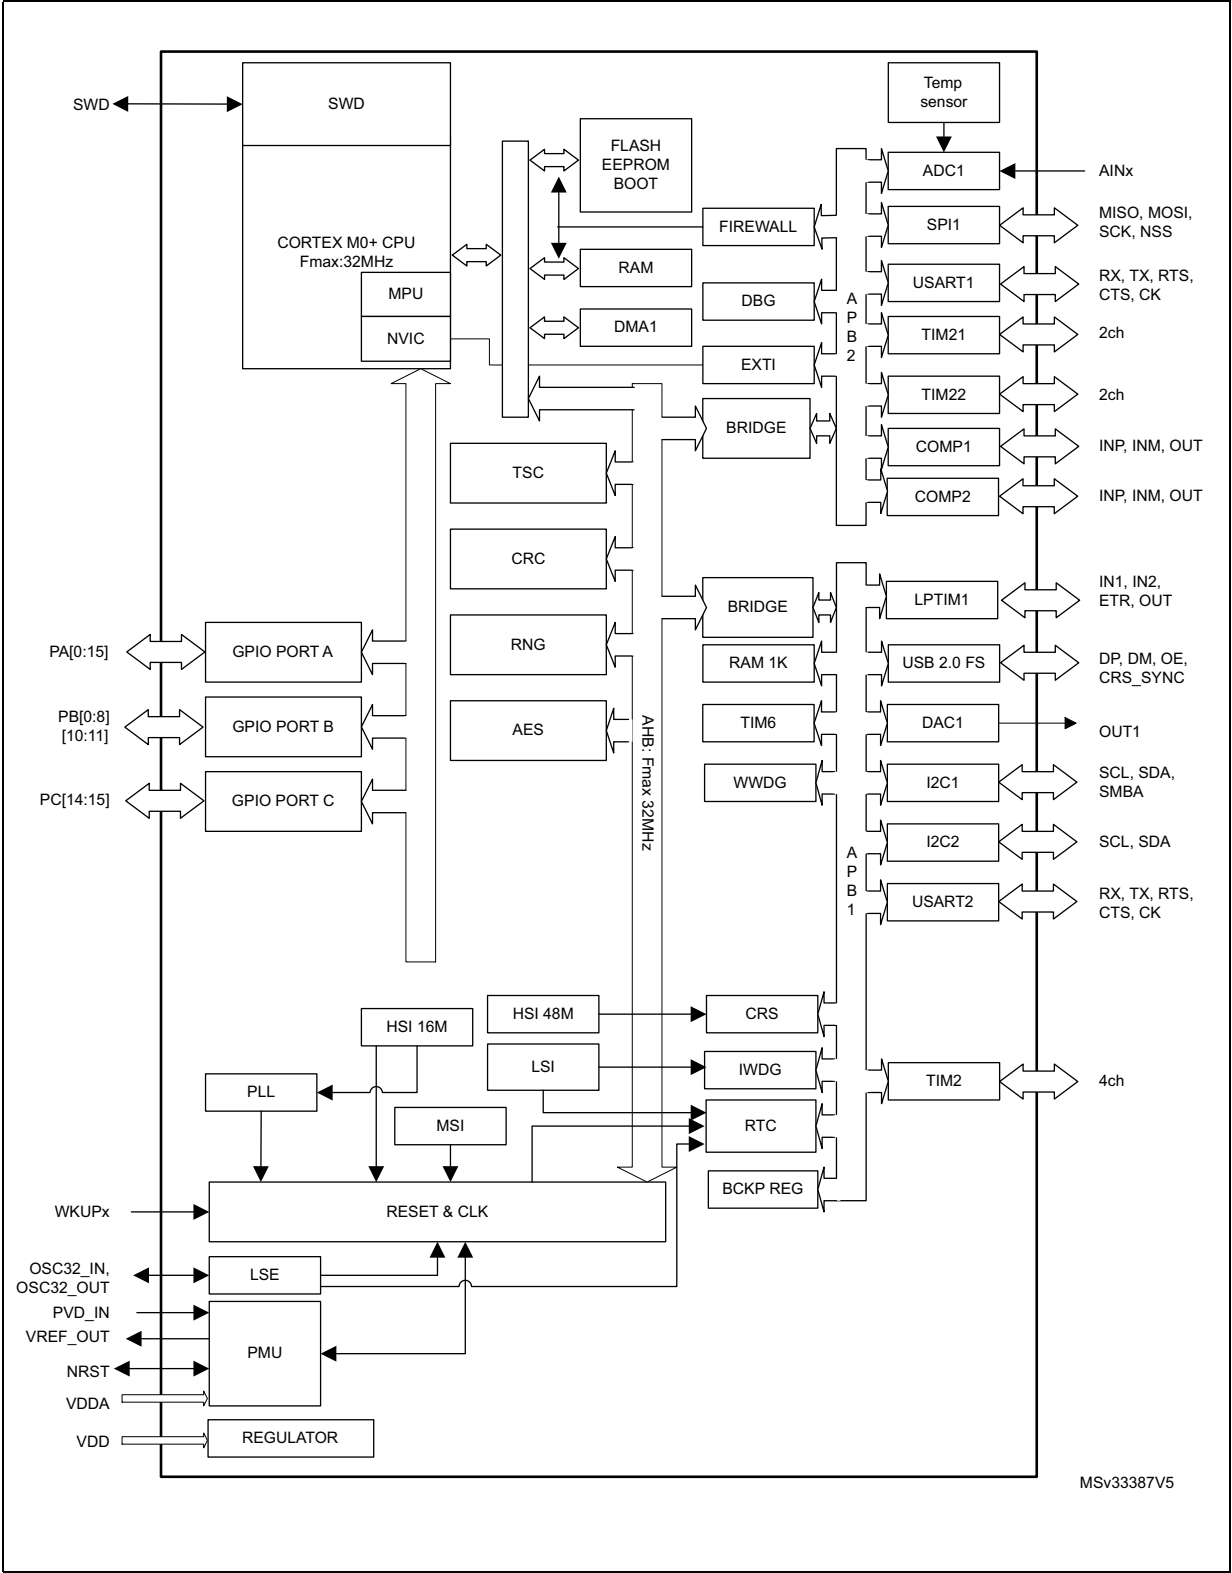 SWD
SWD
CORTEX M0+ CPU
Fmax:32MHz
MPU
NVIC
FLASH
EEPROM
BOOT
RAM
DMA1
FIREWALL
DBG
EXTI
BRIDGE
APB2
Temp
sensor
ADC1
AINx
SPI1
MISO, MOSI,
SCK, NSS
USART1
RX, TX, RTS,
CTS, CK
TIM21
2ch
TIM22
2ch
COMP1
INP, INM, OUT
COMP2
INP, INM, OUT
TSC
CRC
RNG
AES
AHB: Fmax 32MHz
PA[0:15]
GPIO PORT A
PB[0:8]
[10:11]
GPIO PORT B
PC[14:15]
GPIO PORT C
BRIDGE
RAM 1K
TIM6
WWDG
APB1
LPTIM1
IN1, IN2,
ETR, OUT
USB 2.0 FS
DP, DM, OE,
CRS_SYNC
DAC1
OUT1
I2C1
SCL, SDA,
SMBA
I2C2
SCL, SDA
USART2
RX, TX, RTS,
CTS, CK
HSI 16M
HSI 48M
CRS
LSI
IWDG
PLL
MSI
RTC
TIM2
4ch
BCKP REG
WKUPx
RESET & CLK
OSC32_IN,
OSC32_OUT
LSE
PVD_IN
VREF_OUT
NRST
VDDA
PMU
VDD
REGULATOR
MSv33387V5